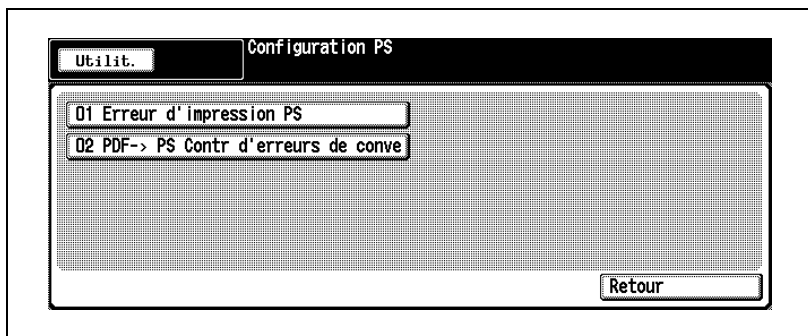 Utilit.
Configuration PS
01 Erreur d'impression PS
02 PDF-> PS Contr d'erreurs de conve
Retour